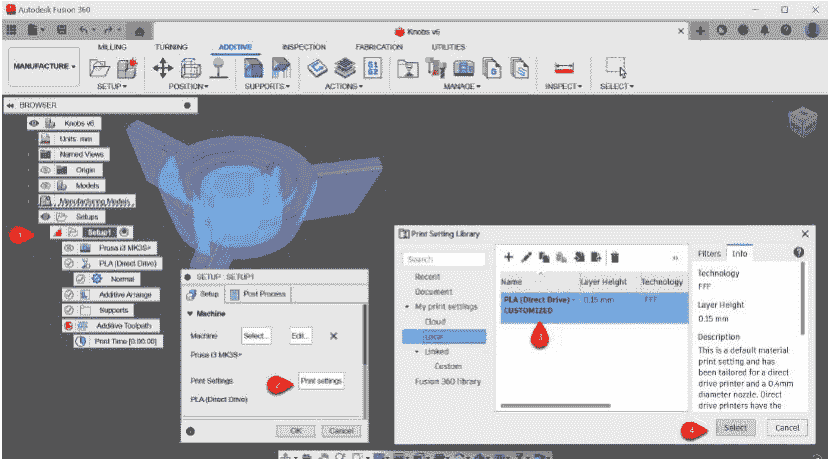 Autodesk Fusion 360
Knobs v6
MILLING TURNING ADDITIVE INSPECTION FABRICATION UTILITIES
MANUFACTURE
G1
G2
SETUP POSITION SUPPORTS ACTIONS MANAGE INSPECT SELECT
BROWSER
Knobs v6
Units: mm
Named Views
Origin
Models
Manufacturing Models
Setups
1 Setup1
Prusa i3 MK3S+
PLA (Direct Drive)
Normal
Additive Arrange
Supports
Additive Toolpath
Print Time [0:00:00]
SETUP : SETUP1
Setup Post Process
Machine
Machine Select... Edit...
Prusa i3 MK3S+
Print Settings 2 Print settings
PLA (Direct Drive)
OK Cancel
Print Setting Library
Search
Recent
Document
My print settings
Cloud
Local
Linked
Custom
Fusion 360 library
Name Layer Height Technology
PLA (Direct Drive) - 0.15 mm FFF
CUSTOMIZED
3
Filters Info
Technology
FFF
Layer Height
0.15 mm
Description
This is a default material
print setting and has
been tailored for a direct
drive printer and a 0.4mm
diameter nozzle. Direct
drive printers have the
4 Select Cancel